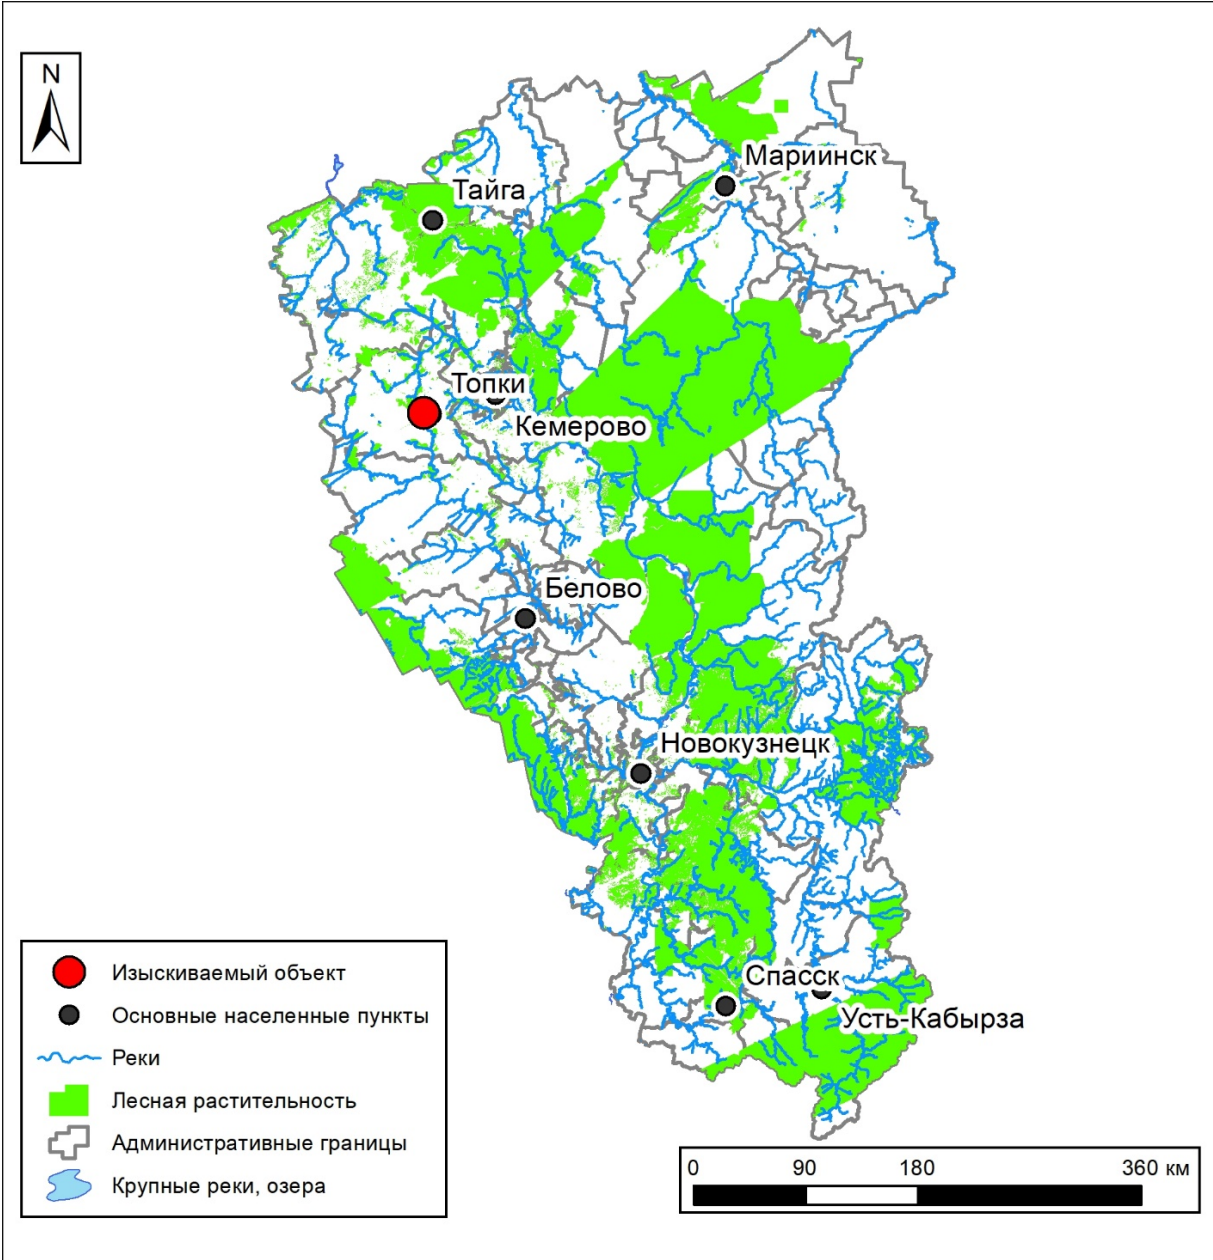 N
Мариинск
Тайга
Топки
Кемерово
Белово
Новокузнецк
Спасск
Усть-Кабырза
Изыскиваемый объект
Основные населенные пункты
Реки
Лесная растительность
Административные границы
Крупные реки, озера
0 90 180 360 км